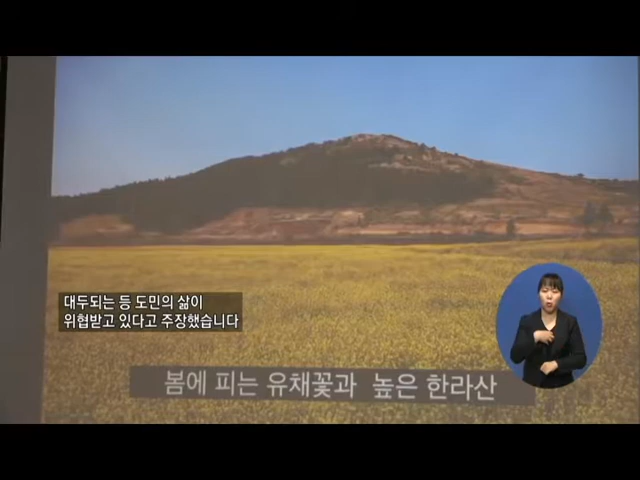 대두되는 등 도민의 삶이
위협받고 있다고 주장했습니다
봄에 피는 유채꽃과 높은 한라산